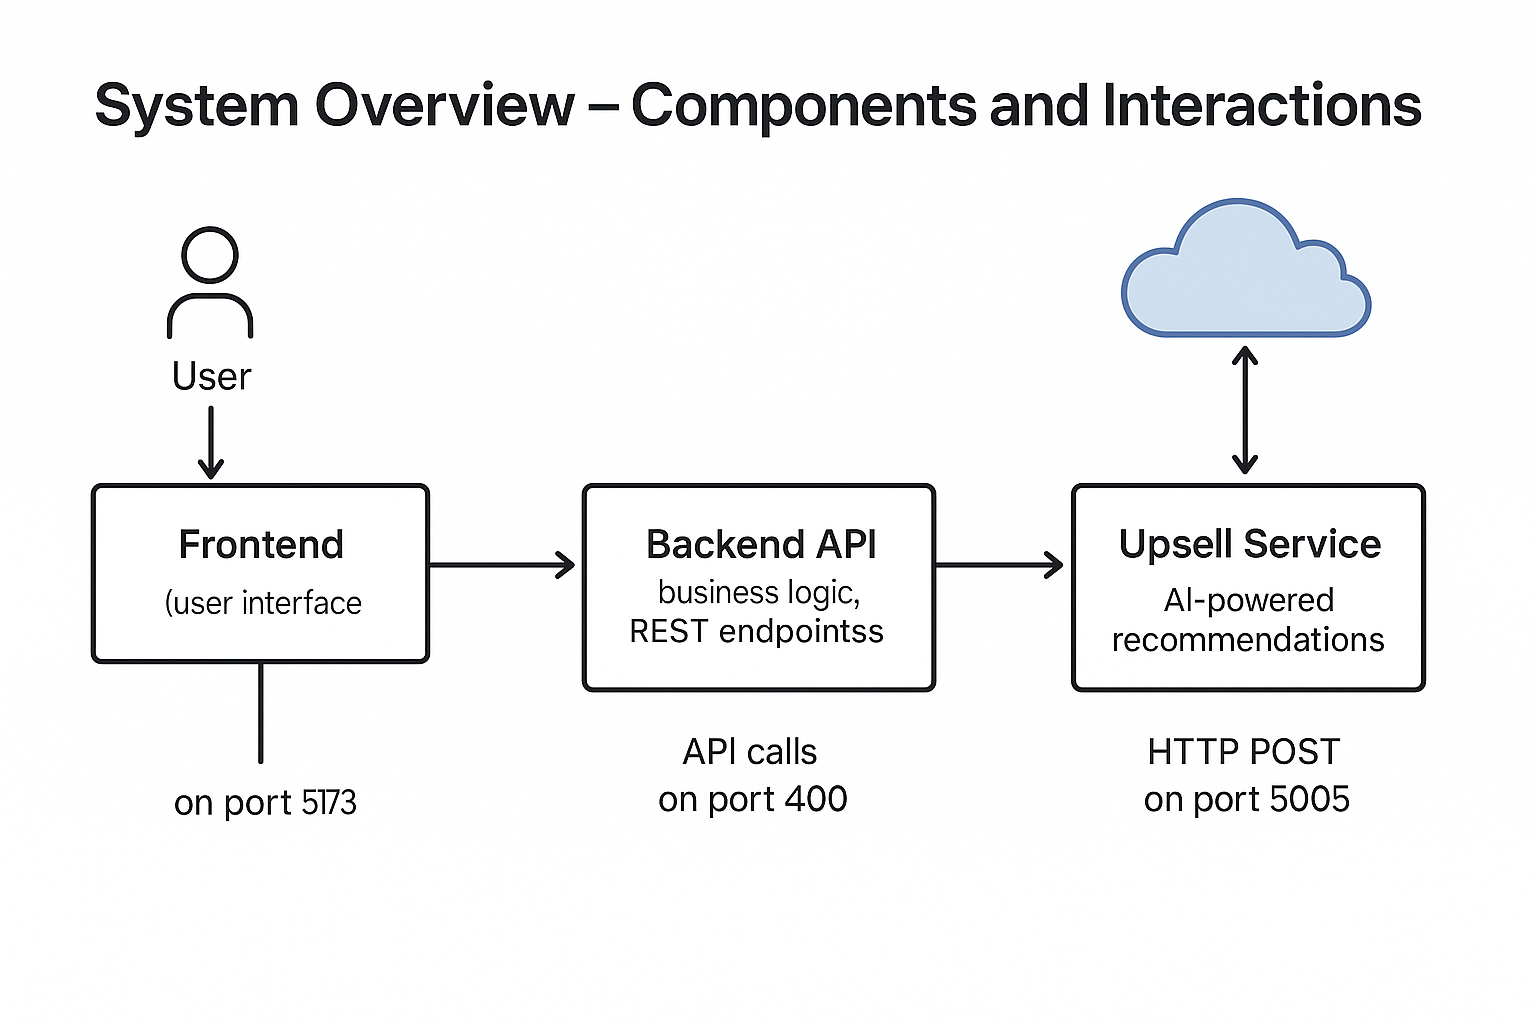 System Overview – Components and Interactions
User
Frontend
(user interface
Backend API
business logic,
REST endpointss
Upsell Service
AI-powered
recommendations
on port 5173
API calls
on port 400
HTTP POST
on port 5005